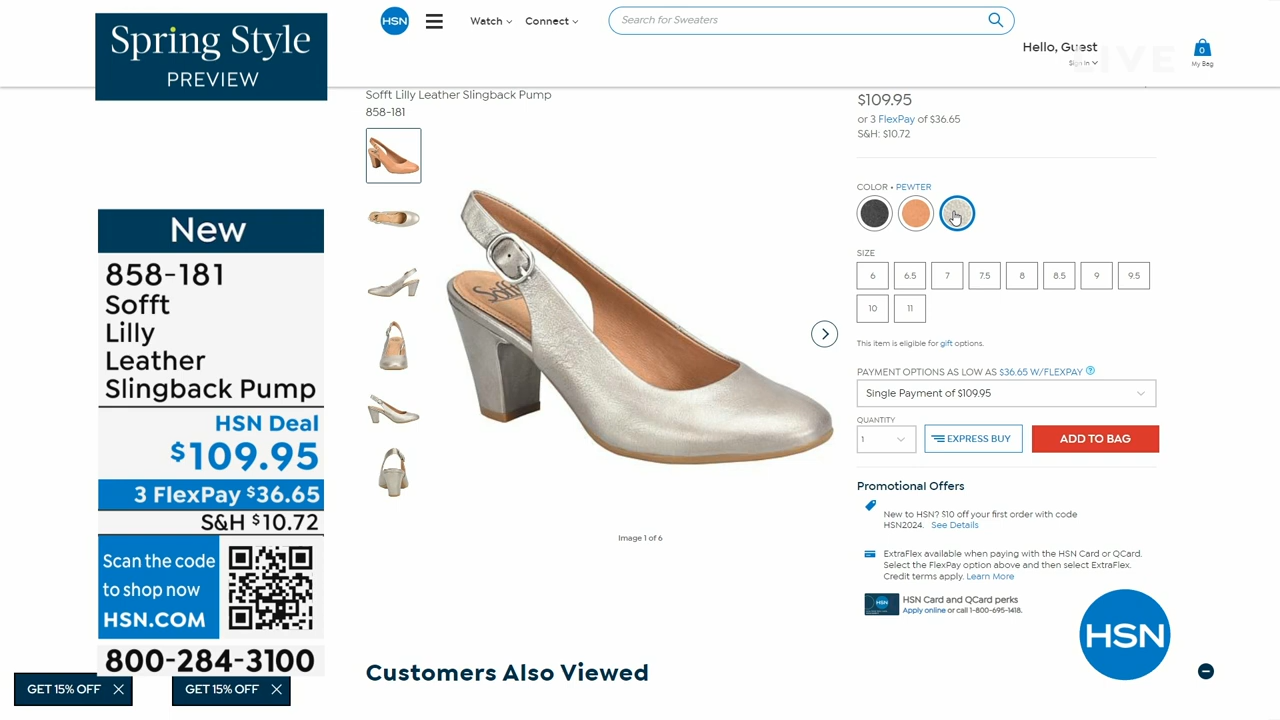 Spring Style
PREVIEW
HSN
Watch
Connect
Search for Sweaters
Hello, Guest
Sign In
LIVE
0
My Bag
New
858-181
Sofft
Lilly
Leather
Slingback Pump
HSN Deal
$109.95
3 FlexPay $36.65
S&H $10.72
Scan the code
to shop now
HSN.COM
800-284-3100
GET 15% OFF
GET 15% OFF
Sofft Lilly Leather Slingback Pump
858-181
Sofft
Image 1 of 6
$109.95
or 3 FlexPay of $36.65
S&H: $10.72
COLOR • PEWTER
SIZE
6 6.5 7 7.5 8 8.5 9 9.5
10 11
This item is eligible for gift options.
PAYMENT OPTIONS AS LOW AS $36.65 W/FLEXPAY ?
Single Payment of $109.95
QUANTITY
1
EXPRESS BUY
ADD TO BAG
Promotional Offers
New to HSN? $10 off your first order with code
HSN2024. See Details
ExtraFlex available when paying with the HSN Card or QCard.
Select the FlexPay option above and then select ExtraFlex.
Credit terms apply. Learn More
HSN
HSN Card and QCard perks
Apply online or call 1-800-695-1418.
HSN
Customers Also Viewed